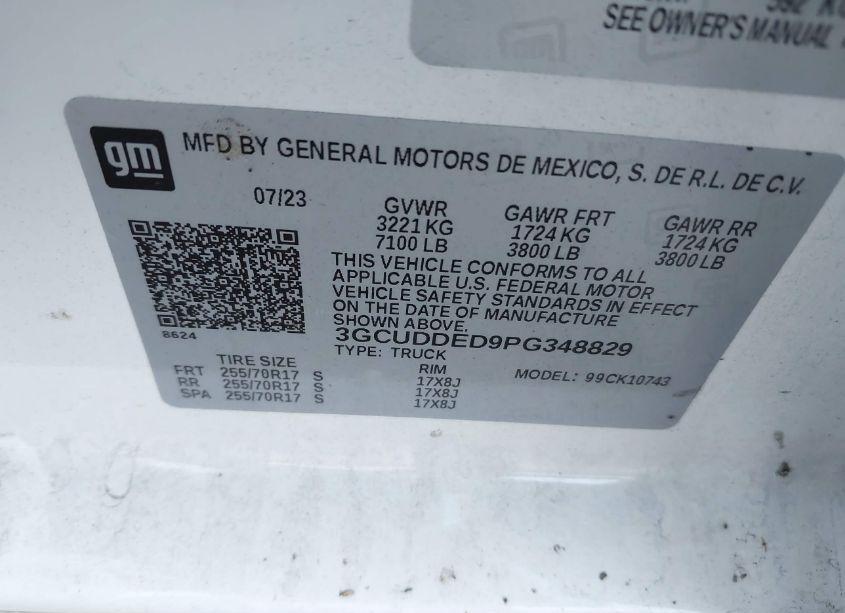 SEE OWNER'S MANUAL
gm
MFD BY GENERAL MOTORS DE MEXICO, S. DE R.L. DE C.V.
07/23
GVWR GAWR FRT GAWR RR
3221 KG 1724 KG 1724 KG
7100 LB 3800 LB 3800 LB
THIS VEHICLE CONFORMS TO ALL
APPLICABLE U.S. FEDERAL MOTOR
VEHICLE SAFETY STANDARDS IN EFFECT
ON THE DATE OF MANUFACTURE
SHOWN ABOVE.
8624
3GCUDDED9PG348829
TYPE: TRUCK
TIRE SIZE RIM MODEL: 99CK10743
FRT 255/70R17 S 17X8J
RR 255/70R17 S 17X8J
SPA 255/70R17 S 17X8J